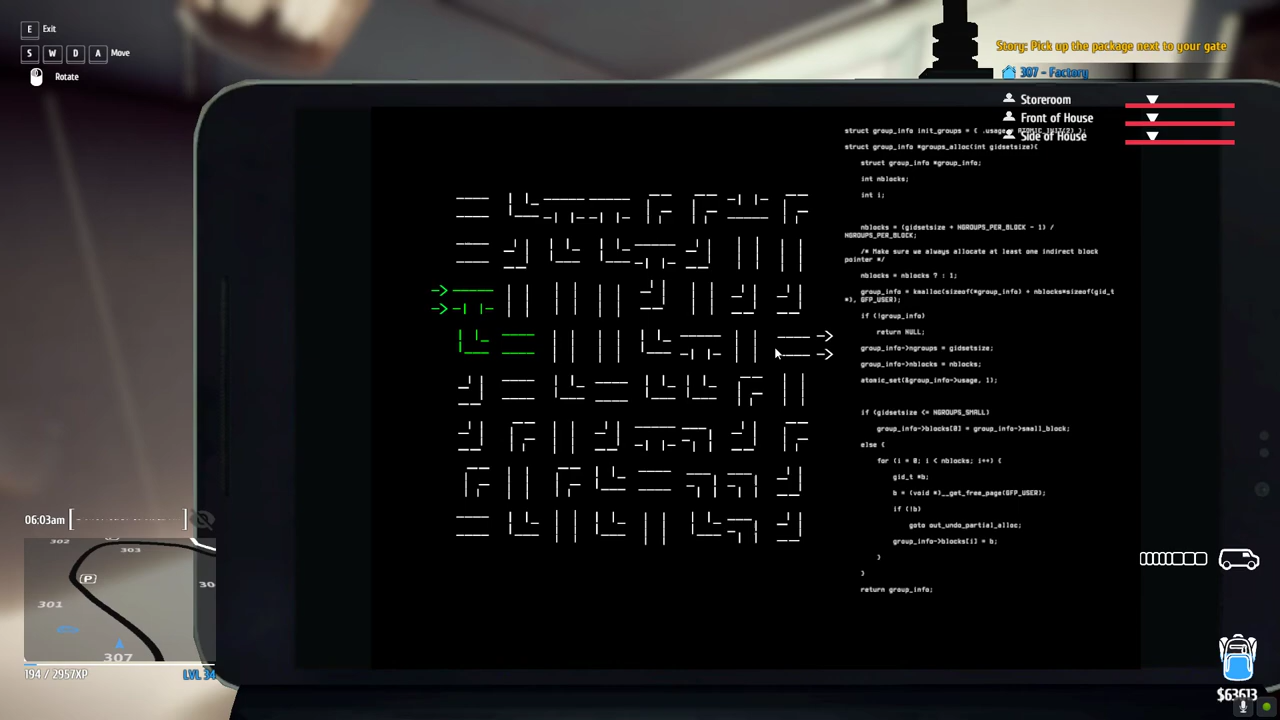 E Exit
S W D A Move
Rotate
Story: Pick up the package next to your gate
307 - Factory
Storeroom
Front of House
Side of House
struct group_info init_groups = { .usage = ATOMIC_INIT(2) };
struct group_info *groups_alloc(int gidsetsize){
struct group_info *group_info;
int nblocks;
int i;
nblocks = (gidsetsize + NGROUPS_PER_BLOCK - 1) /
NGROUPS_PER_BLOCK;
/* Make sure we always allocate at least one indirect block
pointer */
nblocks = nblocks ? : 1;
group_info = kmalloc(sizeof(*group_info) + nblocks*sizeof(gid_t
*), GFP_USER);
if (!group_info)
return NULL;
group_info->ngroups = gidsetsize;
group_info->nblocks = nblocks;
atomic_set(&group_info->usage, 1);
if (gidsetsize <= NGROUPS_SMALL)
group_info->blocks[0] = group_info->small_block;
else {
for (i = 0; i < nblocks; i++) {
gid_t *b;
b = (void *)__get_free_page(GFP_USER);
if (!b)
goto out_undo_partial_alloc;
group_info->blocks[i] = b;
}
}
return group_info;
06:03am
302
303
P
30
301
307
194 / 2957XP
LVL 34
$63613